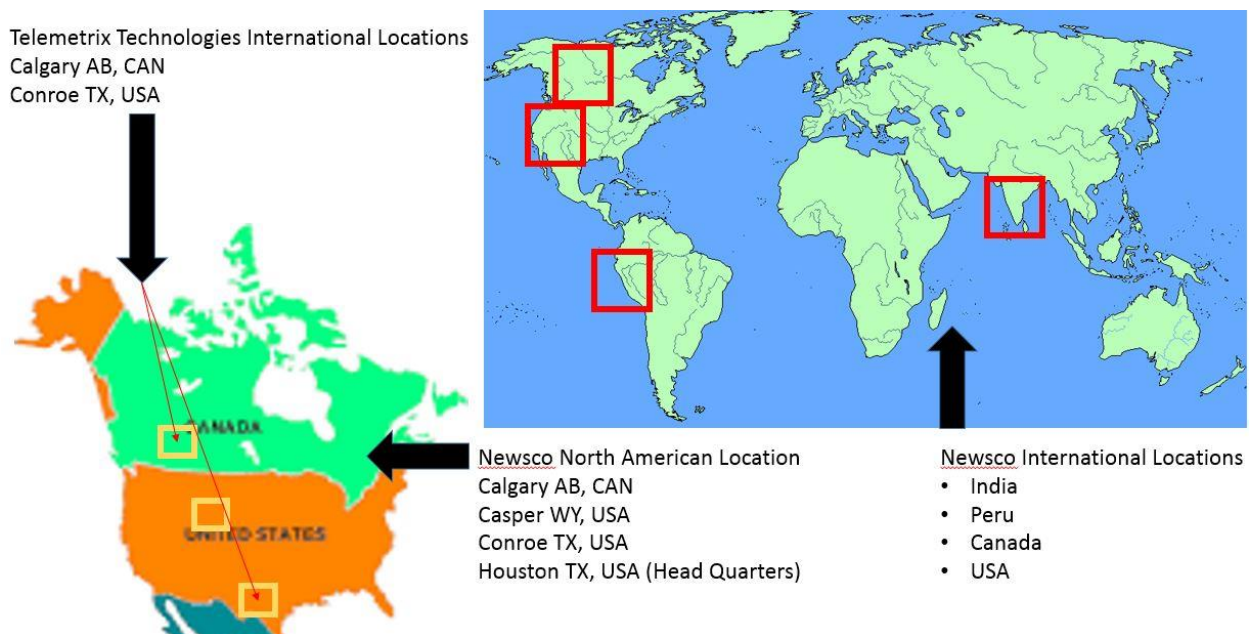 Telemetrix Technologies International Locations
Calgary AB, CAN
Conroe TX, USA
CANADA
UNITED STATES
Newsco North American Location
Calgary AB, CAN
Casper WY, USA
Conroe TX, USA
Houston TX, USA (Head Quarters)
Newsco International Locations
• India
• Peru
• Canada
• USA